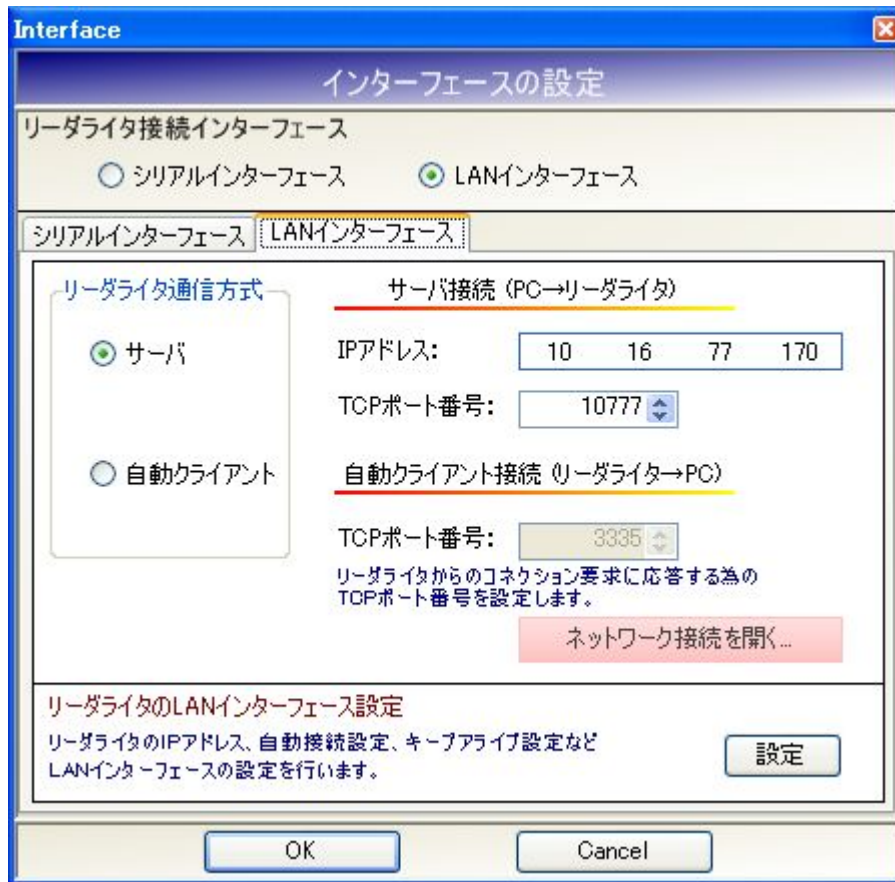 Interface
インターフェースの設定
リーダライタ接続インターフェース
シリアルインターフェース
LANインターフェース
シリアルインターフェース
LANインターフェース
リーダライタ通信方式
サーバ
自動クライアント
サーバ接続 (PC→リーダライタ)
IPアドレス: 10 16 77 170
TCPポート番号: 10777
自動クライアント接続 (リーダライタ→PC)
TCPポート番号: 3335
リーダライタからのコネクション要求に応答する為の
TCPポート番号を設定します。
ネットワーク接続を開く...
リーダライタのLANインターフェース設定
リーダライタのIPアドレス、自動接続設定、キープアライブ設定など
LANインターフェースの設定を行います。
設定
OK
Cancel